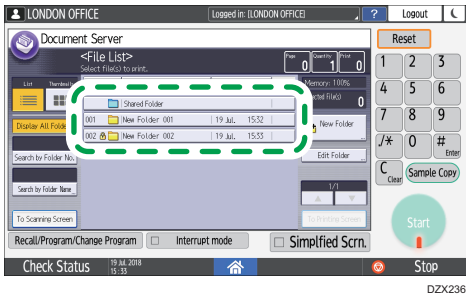 LONDON OFFICE
Logged in: (LONDON OFFICE)
?
Logout
Document Server
<File List>
Select file(s) to print.
Page
0
Quantity
1
Print
0
Reset
List
Memory: 100%
0
Shared Folder
001 New Folder 001 19 Jul. 15:32
002 New Folder 002 19 Jul. 15:33
Display All
New Folder
Search by Folder No.
Edit Folder
Search by Folder Name
1/1
To Scanning Screen
To Printing Screen
1 2 3
4 5 6
7 8 9
./* 0 #
Enter
C
Clear
Sample Copy
Start
Recall/Program/Change Program
Interrupt mode
Simplfied Scrn.
Check Status
19 Jul. 2018
15:33
Stop
DZX236